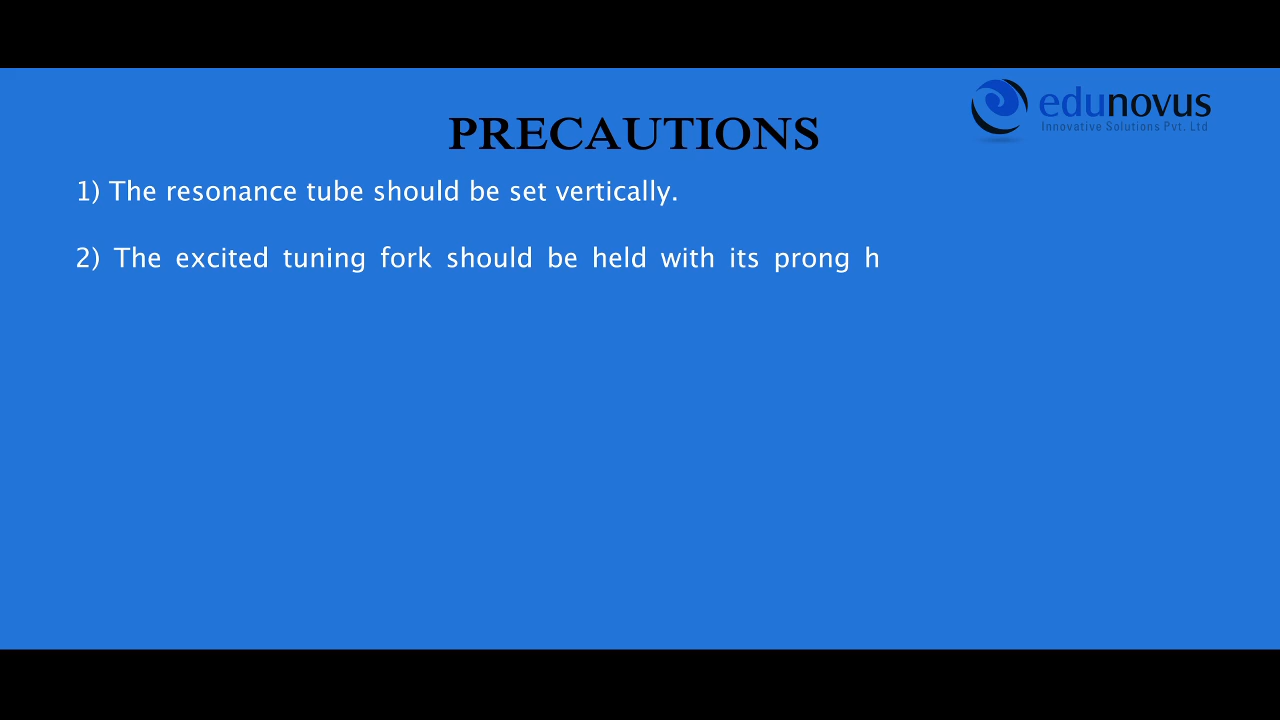 edunovus
Innovative Solutions Pvt. Ltd
PRECAUTIONS
1) The resonance tube should be set vertically.
2) The excited tuning fork should be held with its prong h